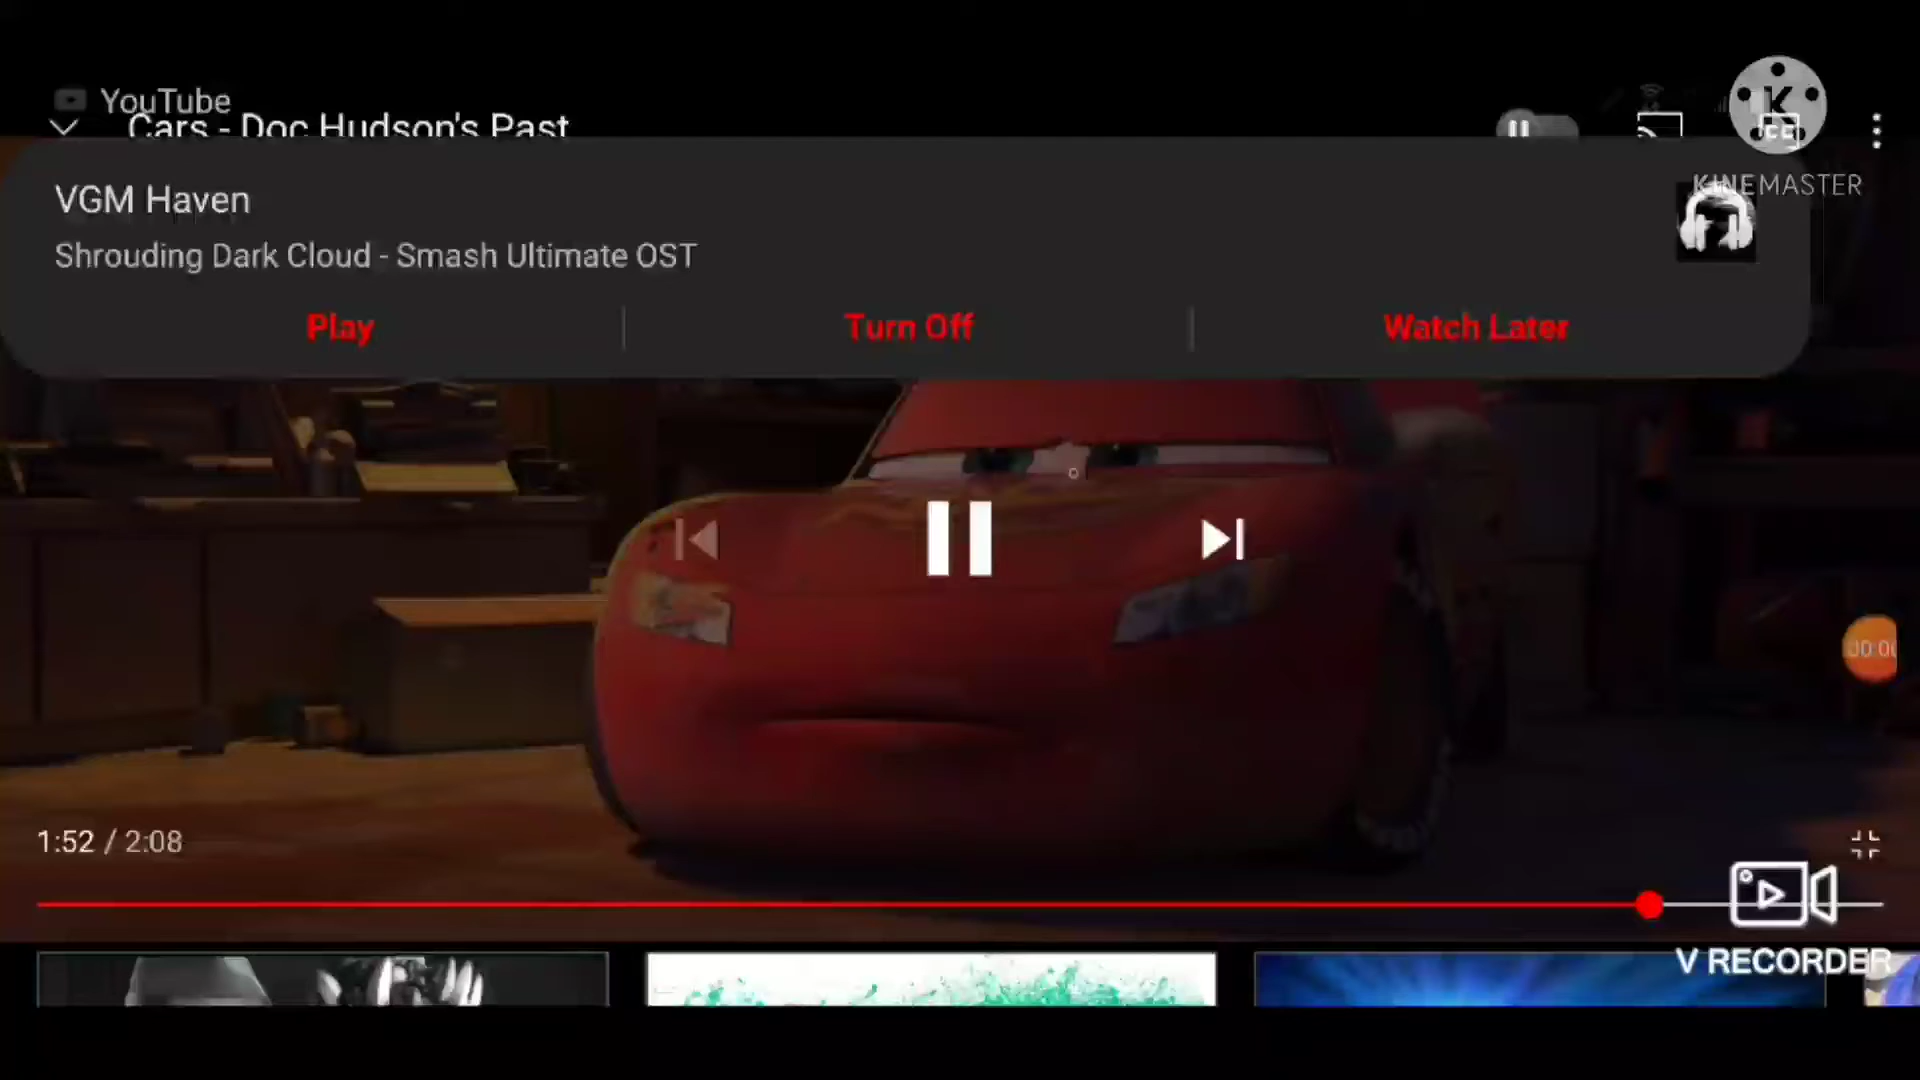 YouTube
Cars - Doc Hudson's Past
K
KINEMASTER
VGM Haven
Shrouding Dark Cloud - Smash Ultimate OST
Play
Turn Off
Watch Later
1:52 / 2:08
V RECORDER